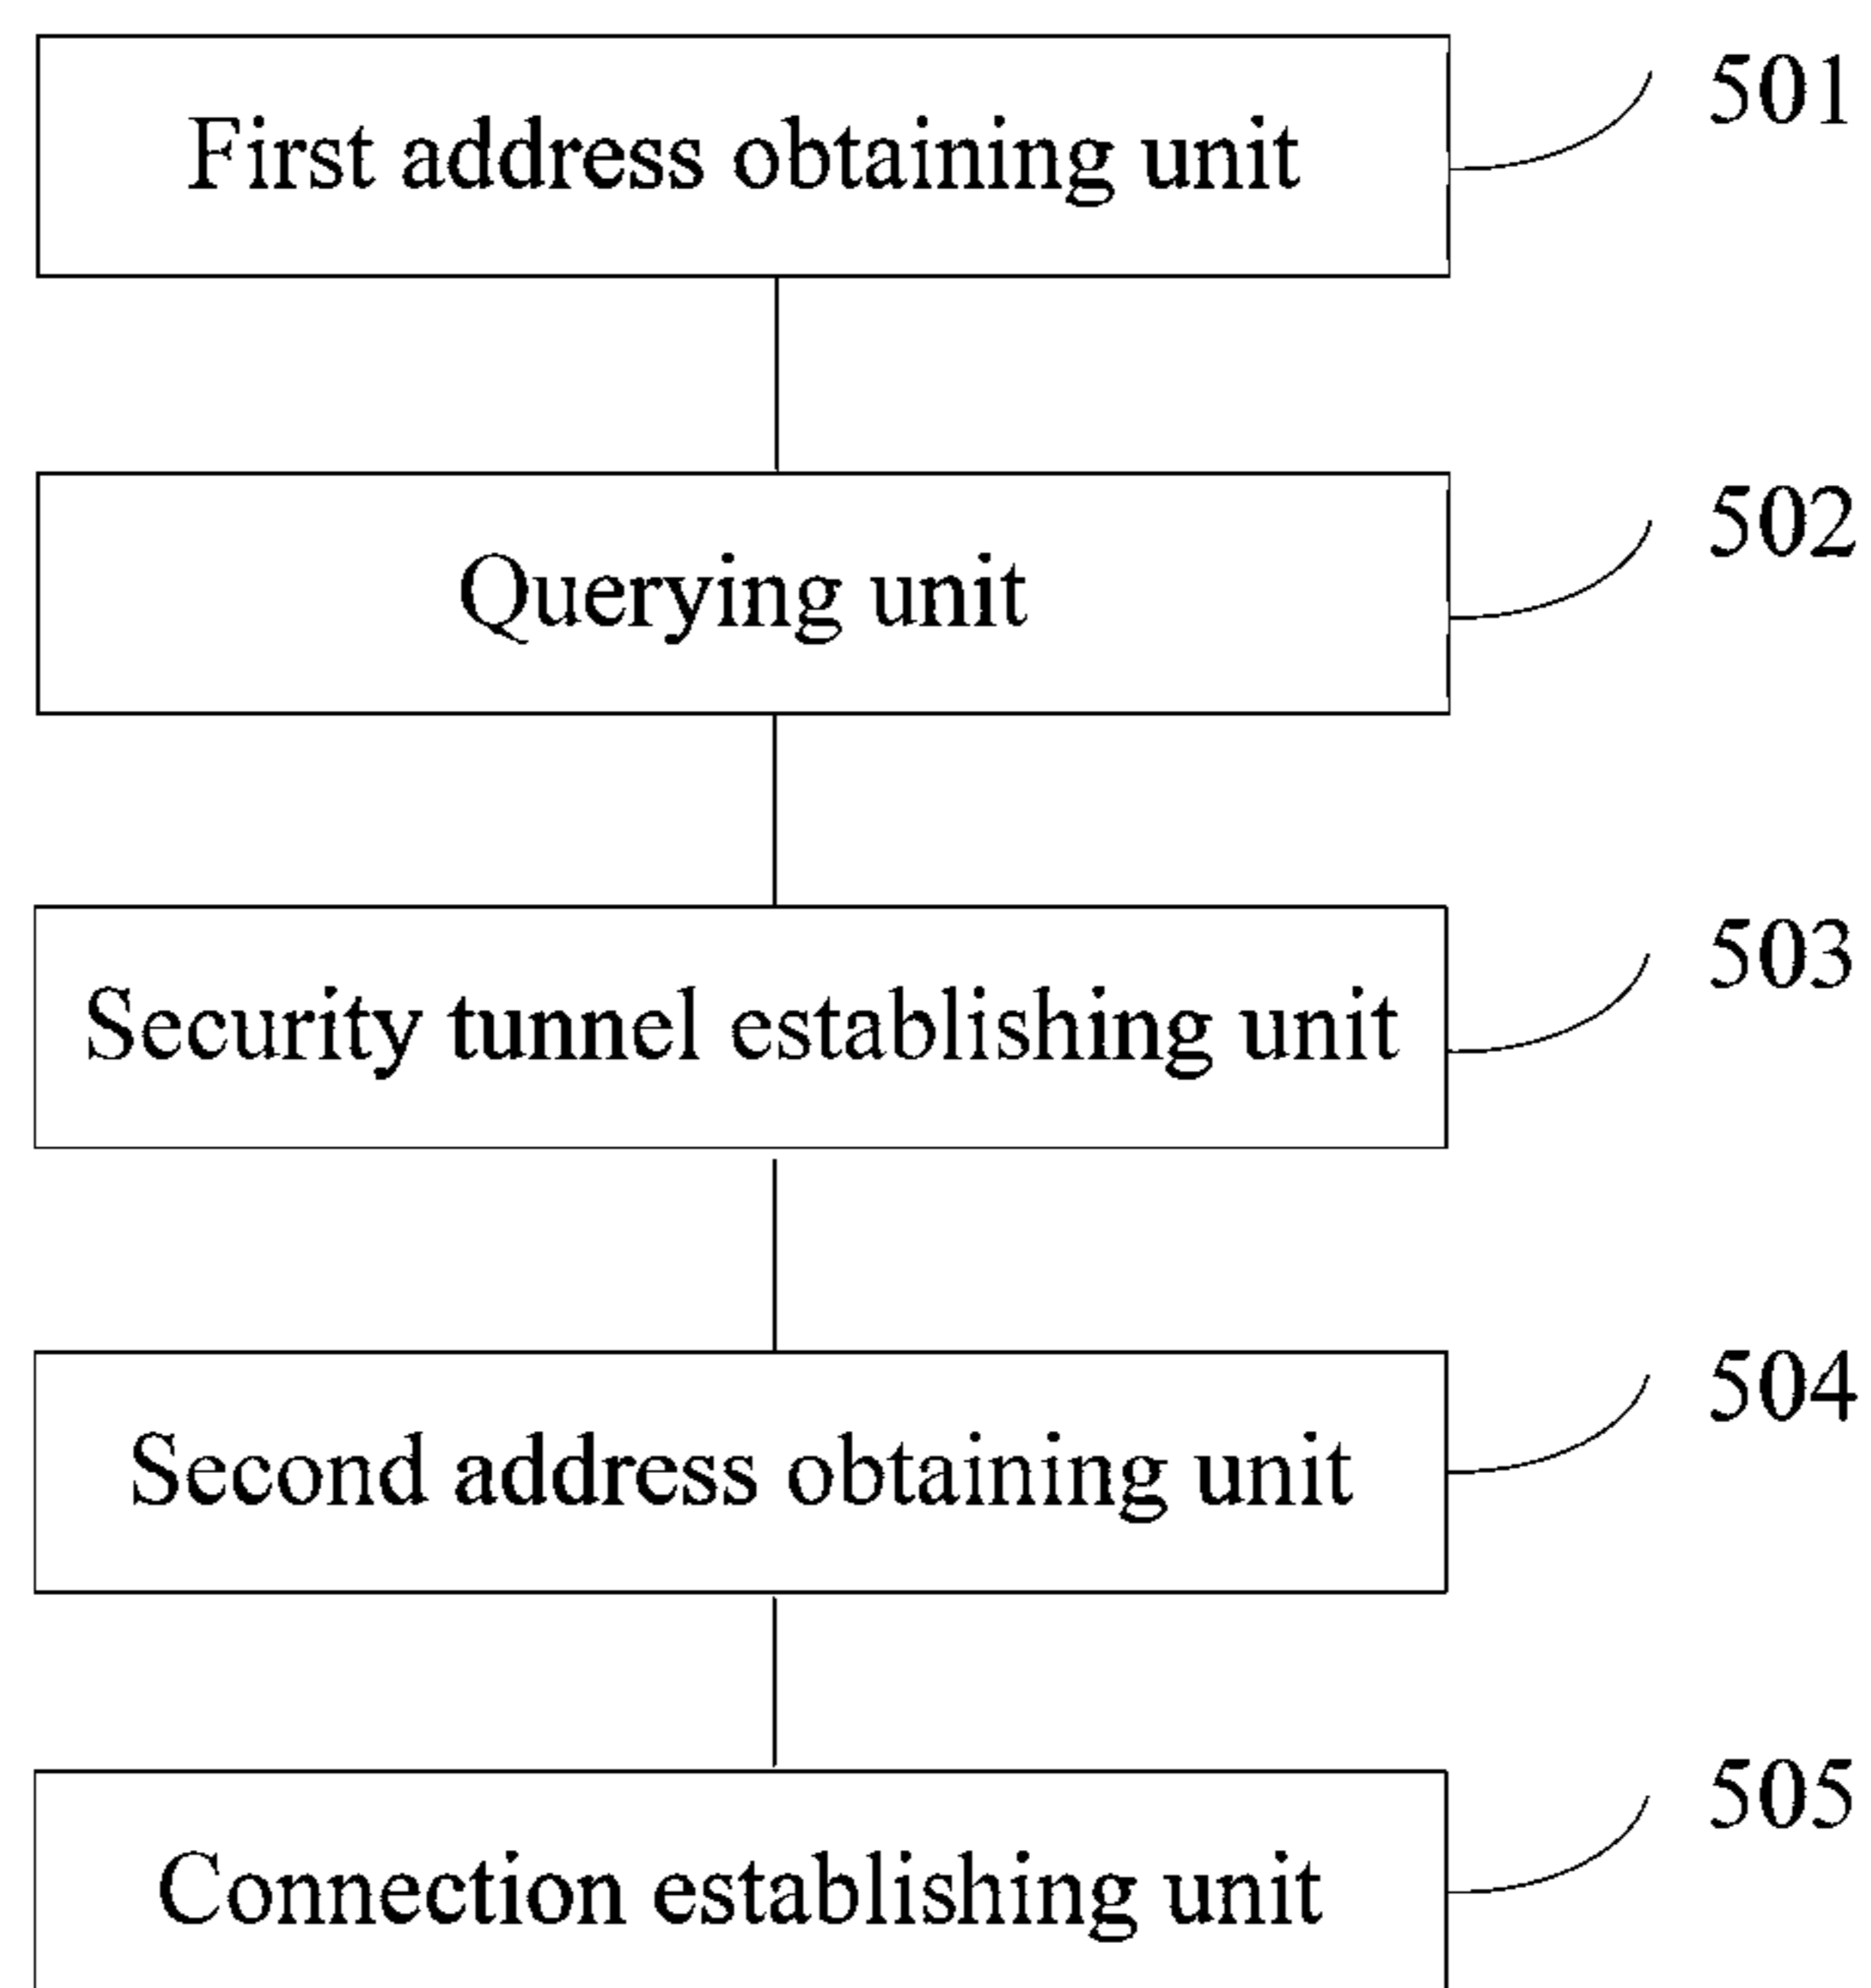 First address obtaining unit
501
Querying unit
502
Security tunnel establishing unit
503
Second address obtaining unit
504
Connection establishing unit
505